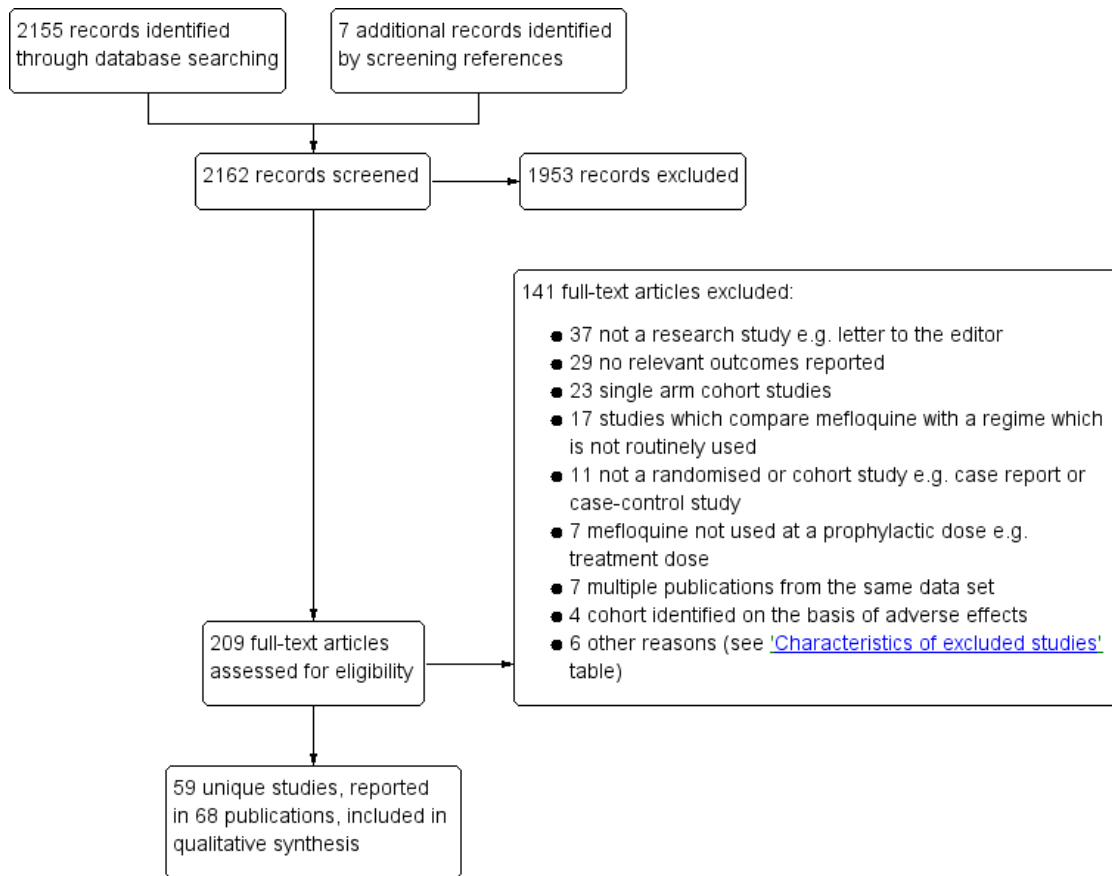 2155 records identified
through database searching
7 additional records identified
by screening references
2162 records screened
1953 records excluded
141 full-text articles excluded:
● 37 not a research study e.g. letter to the editor
● 29 no relevant outcomes reported
● 23 single arm cohort studies
● 17 studies which compare mefloquine with a regime which
is not routinely used
● 11 not a randomised or cohort study e.g. case report or
case-control study
● 7 mefloquine not used at a prophylactic dose e.g.
treatment dose
● 7 multiple publications from the same data set
● 4 cohort identified on the basis of adverse effects
● 6 other reasons (see 'Characteristics of excluded studies'
table)
209 full-text articles
assessed for eligibility
59 unique studies, reported
in 68 publications, included in
qualitative synthesis